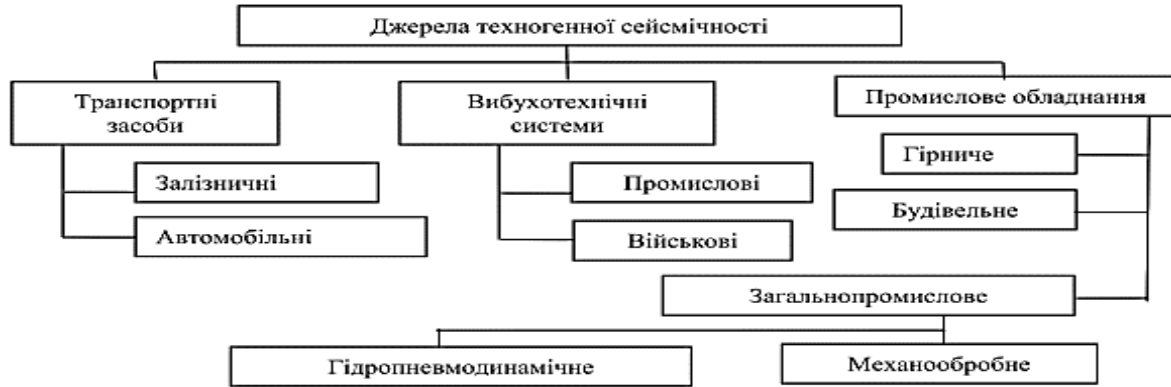 Джерела техногенної сейсмічності
Транспортні
засоби
Вибухотехнічні
системи
Промислове обладнання
Залізничні
Автомобільні
Промислові
Військові
Гірниче
Будівельне
Загальнопромислове
Гідропневмодинамічне
Механообробне